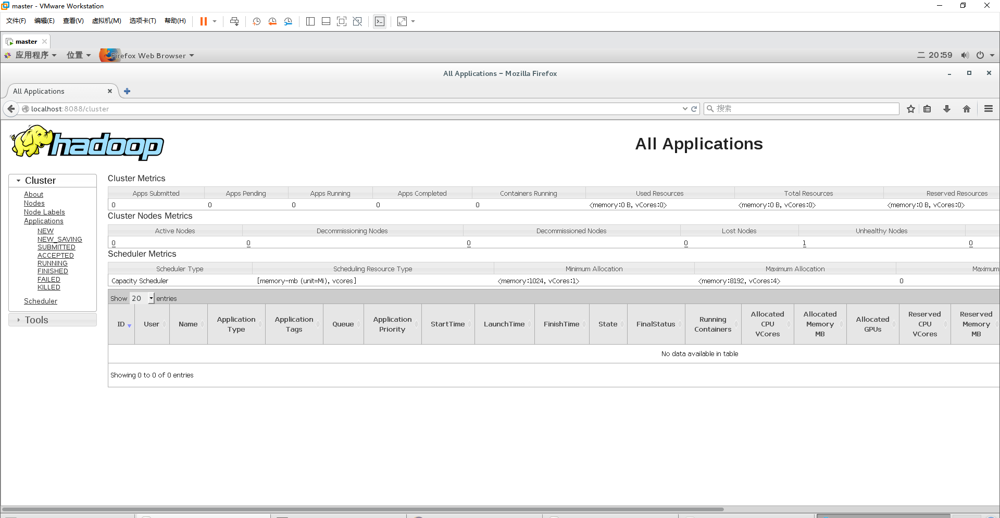 master - VMware Workstation
文件(F) 编辑(E) 查看(V) 虚拟机(M) 选项卡(T) 帮助(H)
master
应用程序 位置 Firefox Web Browser 二 20:59
All Applications - Mozilla Firefox
All Applications
localhost:8088/cluster 搜索
hadoop
All Applications
Cluster
About
Nodes
Node Labels
Applications
NEW
NEW_SAVING
SUBMITTED
ACCEPTED
RUNNING
FINISHED
FAILED
KILLED
Scheduler
Tools
Cluster Metrics
Apps Submitted Apps Pending Apps Running Apps Completed Containers Running Used Resources Total Resources Reserved Resources
0 0 0 0 0 <memory:0 B, vCores:0> <memory:0 B, vCores:0> <memory:0 B, vCores:0>
Cluster Nodes Metrics
Active Nodes Decommissioning Nodes Decommissioned Nodes Lost Nodes Unhealthy Nodes
0 0 0 0 1 0
Scheduler Metrics
Scheduler Type Scheduling Resource Type Minimum Allocation Maximum Allocation Maximum
Capacity Scheduler [memory-mb (unit=Mi), vcores] <memory:1024, vCores:1> <memory:8192, vCores:4> 0
Show 20 entries
ID User Name Application Type Application Tags Queue Application Priority StartTime LaunchTime FinishTime State FinalStatus Running Containers Allocated CPU VCores Allocated Memory MB Allocated GPUs Reserved CPU VCores Reserved Memory MB
No data available in table
Showing 0 to 0 of 0 entries